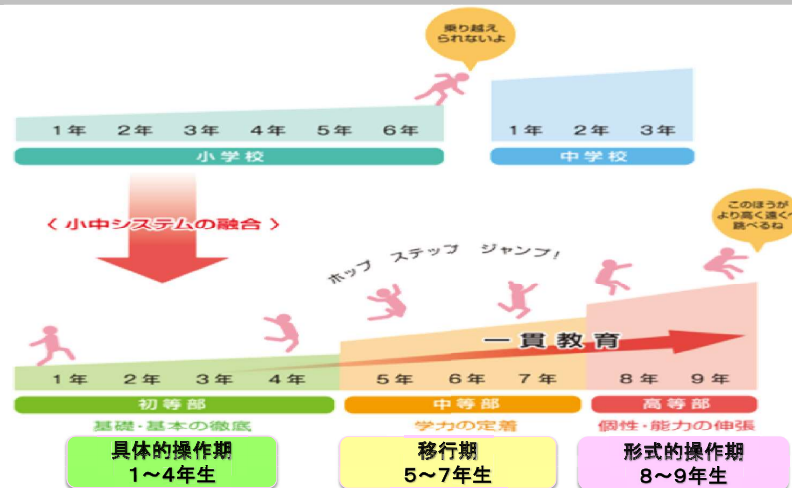 乗り越え
られないよ
1年 2年 3年 4年 5年 6年
1年 2年 3年
小学校
中学校
〈 小中システムの融合 〉
このほうが
より高く遠くへ
跳べるね
ホップ ステップ ジャンプ!
一貫教育
1年 2年 3年 4年 5年 6年 7年 8年 9年
初等部 中等部 高等部
基礎・基本の徹底 学力の定着 個性・能力の伸張
具体的操作期
1～4年生
移行期
5～7年生
形式的操作期
8～9年生